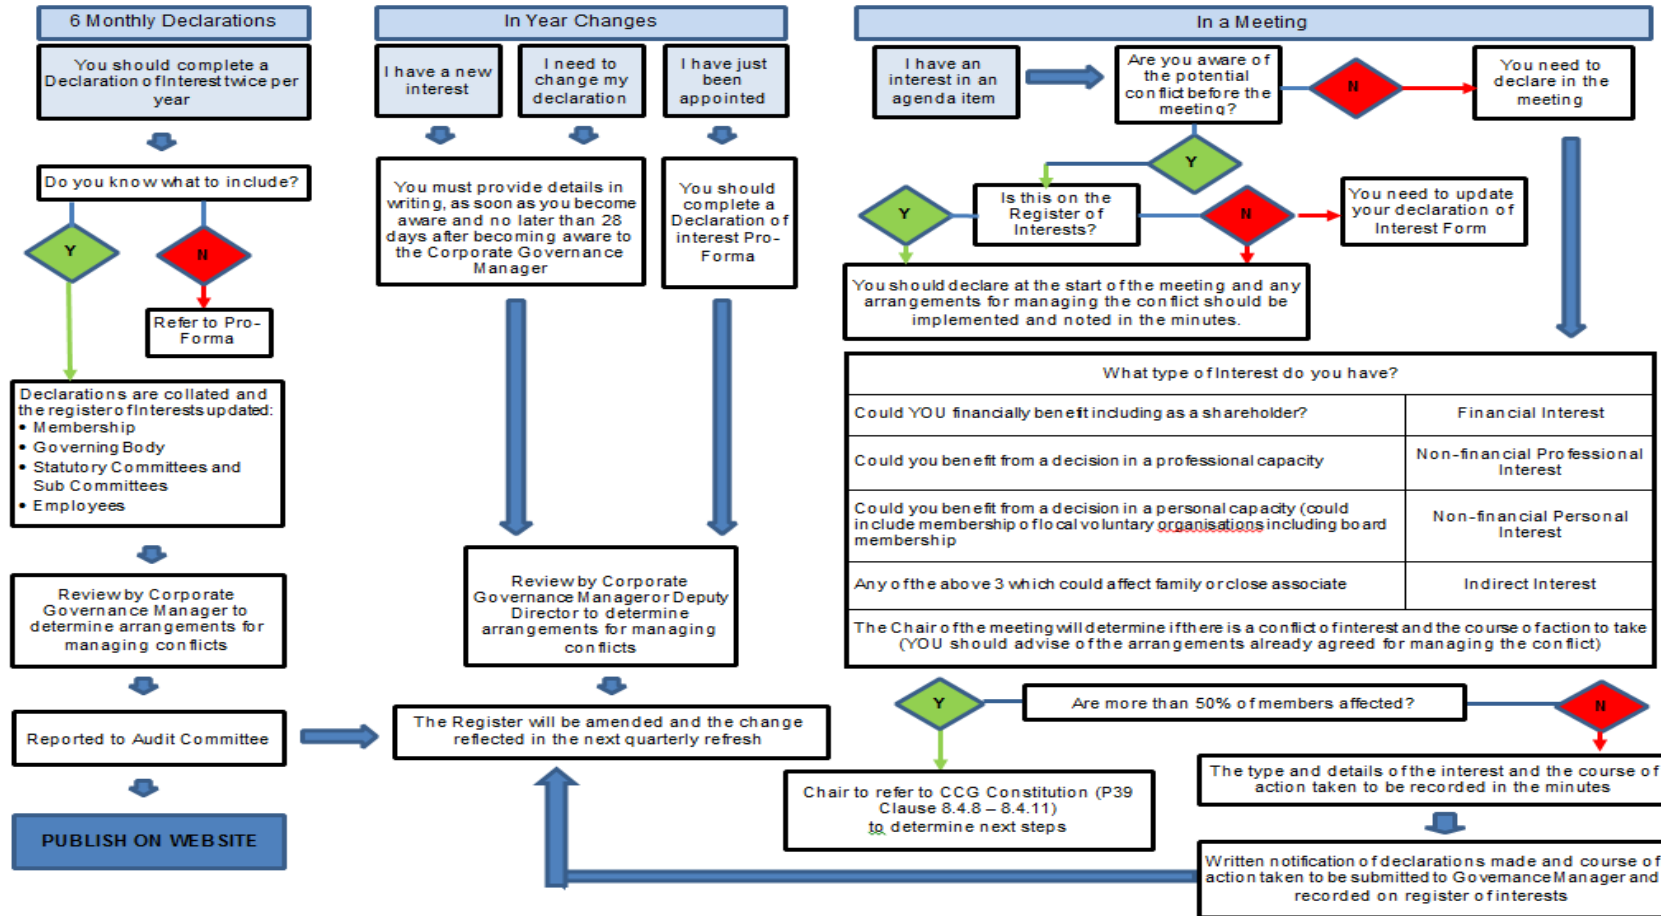 6 Monthly Declarations
You should complete a
Declaration of Interest twice per
year
Do you know what to include?
Y
N
Refer to Pro-
Forma
Declarations are collated and
the register of Interests updated:
• Membership
• Governing Body
• Statutory Committees and
Sub Committees
• Employees
Review by Corporate
Governance Manager to
determine arrangements for
managing conflicts
Reported to Audit Committee
PUBLISH ON WEBSITE
In Year Changes
I have a new
interest
I need to
change my
declaration
I have just
been
appointed
You must provide details in
writing, as soon as you become
aware and no later than 28
days after becoming aware to
the Corporate Governance
Manager
You should
complete a
Declaration of
interest Pro-
Forma
Review by Corporate
Governance Manager or Deputy
Director to determine
arrangements for managing
conflicts
The Register will be amended and the change
reflected in the next quarterly refresh
In a Meeting
I have an
interest in an
agenda item
Are you aware of
the potential
conflict before the
meeting?
N
You need to
declare in the
meeting
Y
Is this on the
Register of
Interests?
Y
N
You need to update
your declaration of
Interest Form
You should declare at the start of the meeting and any
arrangements for managing the conflict should be
implemented and noted in the minutes.
What type of Interest do you have?
Could YOU financially benefit including as a shareholder?
Financial Interest
Could you benefit from a decision in a professional capacity
Non-financial Professional
Interest
Could you benefit from a decision in a personal capacity (could
include membership of local voluntary organisations including board
membership
Non-financial Personal
Interest
Any of the above 3 which could affect family or close associate
Indirect Interest
The Chair of the meeting will determine if there is a conflict of interest and the course of action to take
(YOU should advise of the arrangements already agreed for managing the conflict)
Y
Are more than 50% of members affected?
N
Chair to refer to CCG Constitution (P39
Clause 8.4.8 – 8.4.11)
to determine next steps
The type and details of the interest and the course of
action taken to be recorded in the minutes
Written notification of declarations made and course of
action taken to be submitted to Governance Manager and
recorded on register of interests